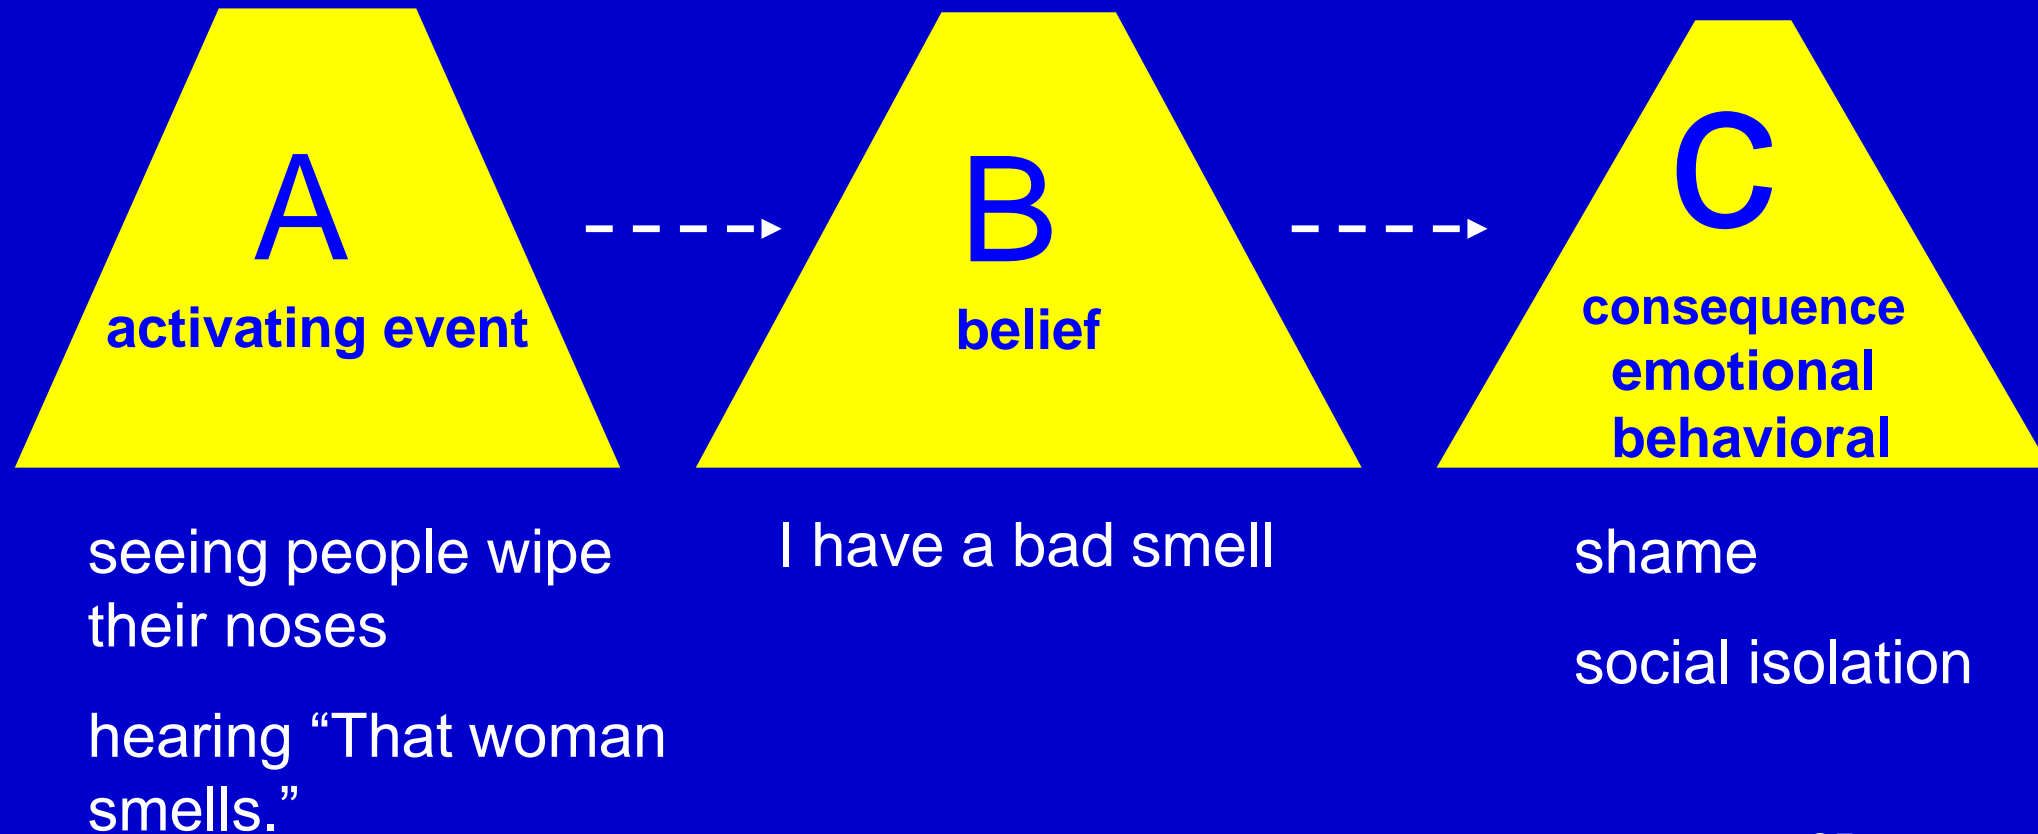 A
activating event
seeing people wipe
their noses
hearing “That woman
smells.”
B
belief
I have a bad smell
C
consequence
emotional
behavioral
shame
social isolation